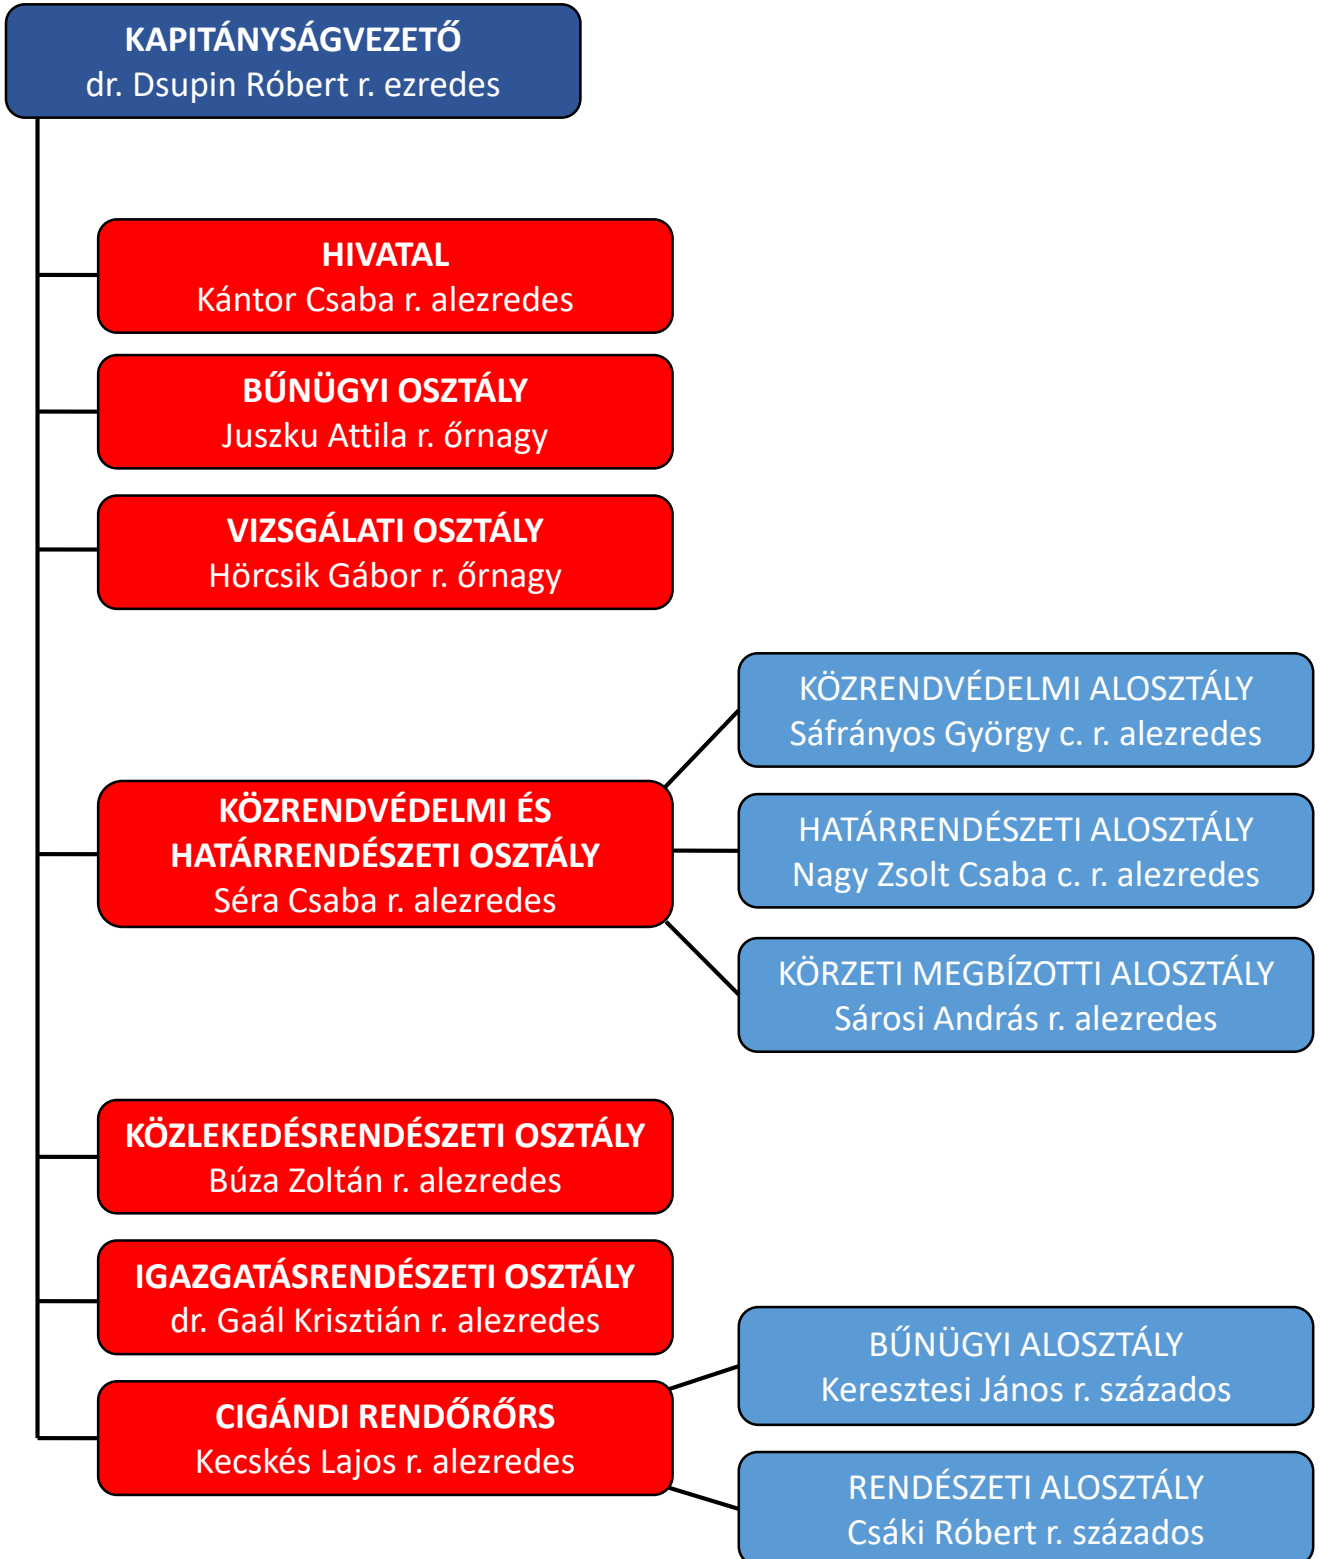 KAPITÁNYSÁGVEZETŐ
dr. Dsupin Róbert r. ezredes
HIVATAL
Kántor Csaba r. alezredes
BŰNÜGYI OSZTÁLY
Juszku Attila r. őrnagy
VIZSGÁLATI OSZTÁLY
Hörcsik Gábor r. őrnagy
KÖZRENDVÉDELMI ÉS
HATÁRRENDÉSZETI OSZTÁLY
Séra Csaba r. alezredes
KÖZRENDVÉDELMI ALOSZTÁLY
Sáfrányos György c. r. alezredes
HATÁRRENDÉSZETI ALOSZTÁLY
Nagy Zsolt Csaba c. r. alezredes
KÖRZETI MEGBÍZOTTI ALOSZTÁLY
Sárosi András r. alezredes
KÖZLEKEDÉSRENDÉSZETI OSZTÁLY
Búza Zoltán r. alezredes
IGAZGATÁSRENDÉSZETI OSZTÁLY
dr. Gaál Krisztián r. alezredes
CIGÁNDI RENDŐRŐRS
Kecskés Lajos r. alezredes
BŰNÜGYI ALOSZTÁLY
Keresztesi János r. százados
RENDÉSZETI ALOSZTÁLY
Csáki Róbert r. százados